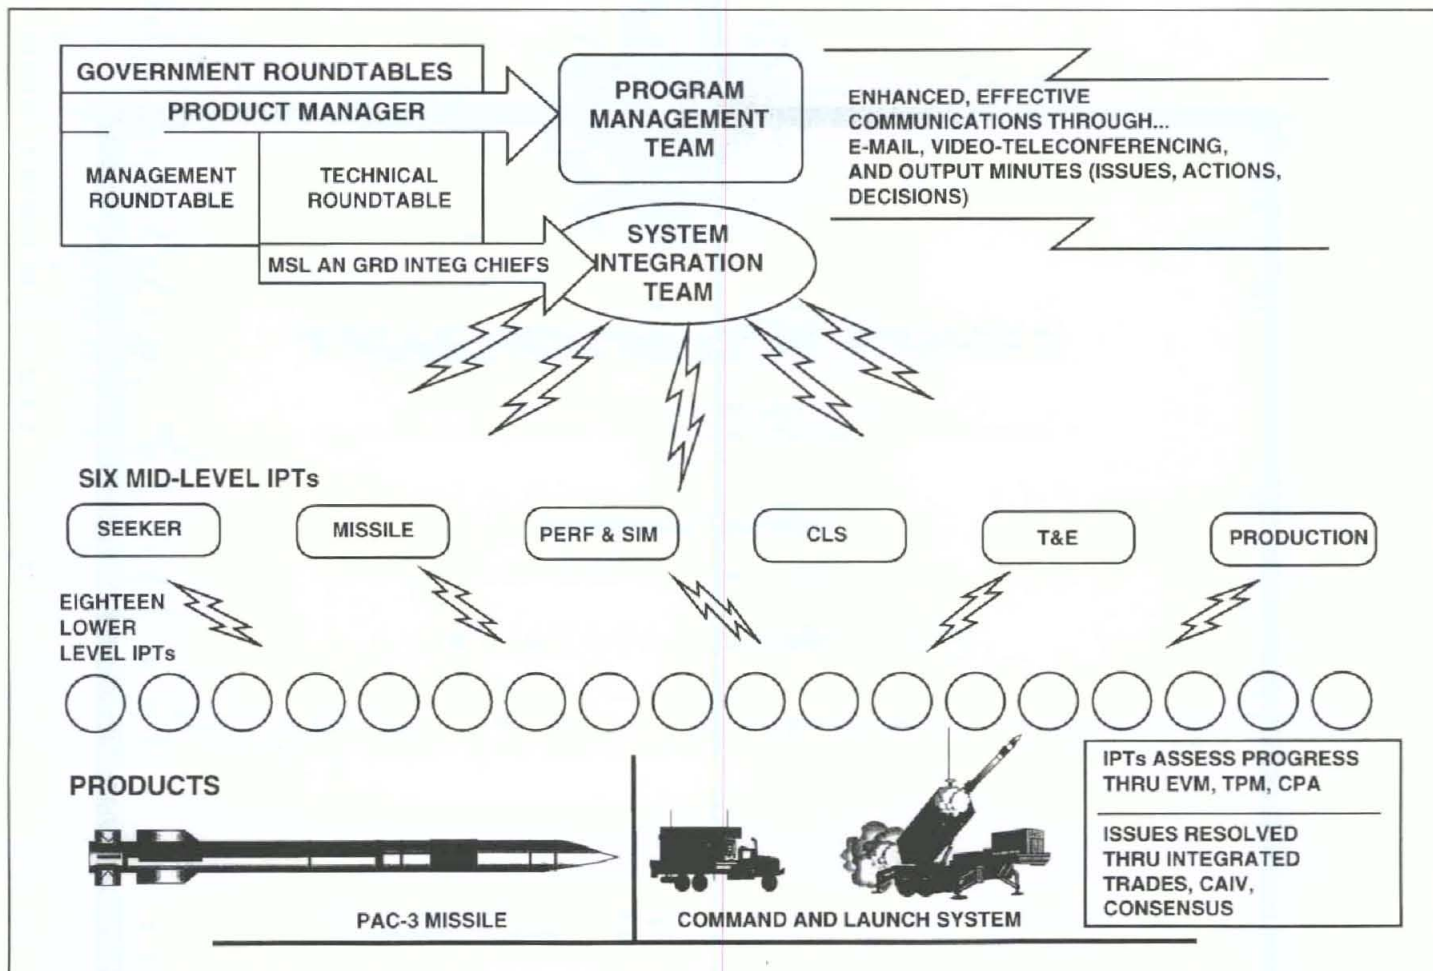 GOVERNMENT ROUNDTABLES
PRODUCT MANAGER
MANAGEMENT
ROUNDTABLE
TECHNICAL
ROUNDTABLE
MSL AN GRD INTEG CHIEFS
PROGRAM
MANAGEMENT
TEAM
SYSTEM
INTEGRATION
TEAM
ENHANCED, EFFECTIVE
COMMUNICATIONS THROUGH...
E-MAIL, VIDEO-TELECONFERENCING,
AND OUTPUT MINUTES (ISSUES, ACTIONS,
DECISIONS)
SIX MID-LEVEL IPTs
SEEKER
MISSILE
PERF & SIM
CLS
T&E
PRODUCTION
EIGHTEEN
LOWER
LEVEL IPTs
PRODUCTS
PAC-3 MISSILE
COMMAND AND LAUNCH SYSTEM
IPTs ASSESS PROGRESS
THRU EVM, TPM, CPA
ISSUES RESOLVED
THRU INTEGRATED
TRADES, CAIV,
CONSENSUS